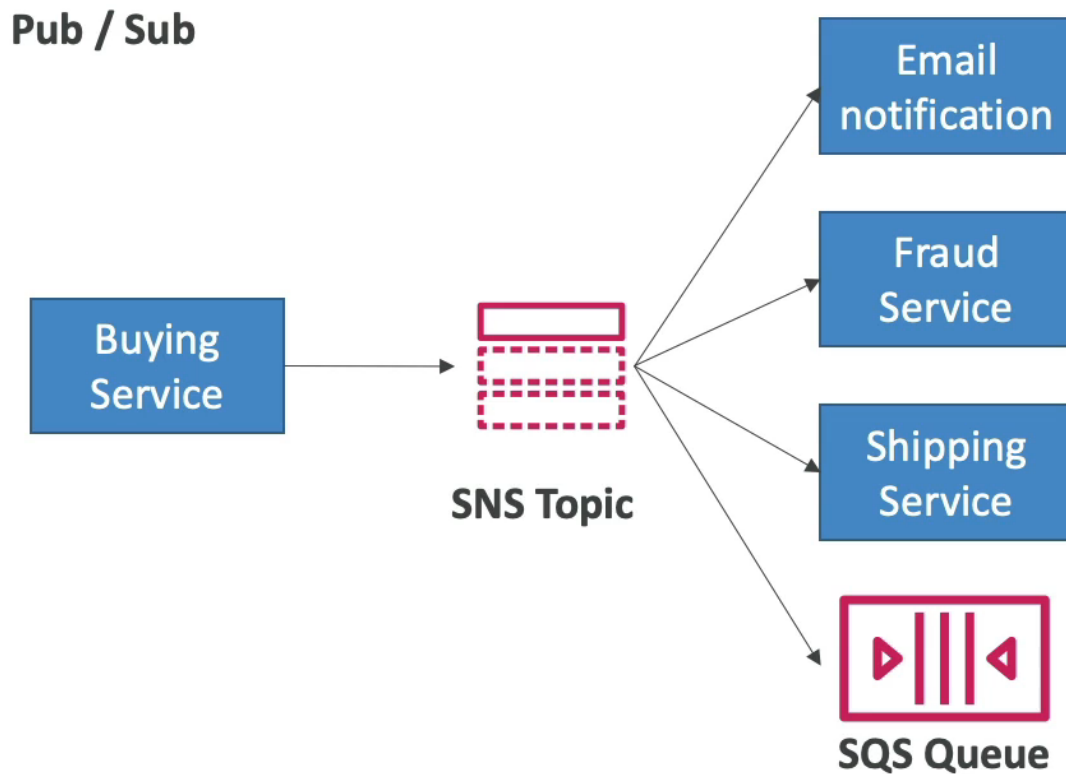 Pub / Sub
Email
notification
Fraud
Service
Buying
Service
Shipping
Service
SNS Topic
SQS Queue